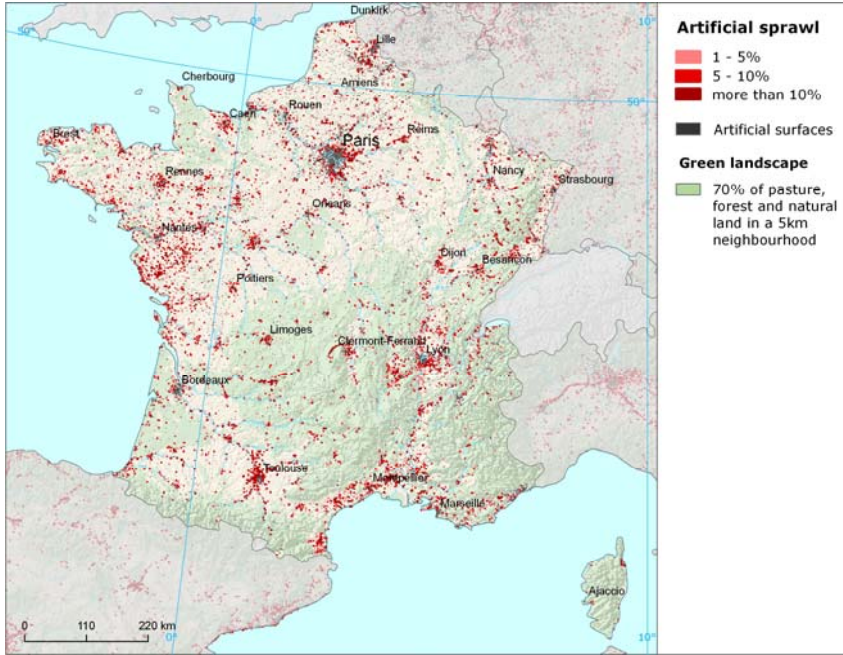 Dunkirk
10°
50°
0°
Lille
Cherbourg
Amiens
50°
Caen
Rouen
Reims
Brest
Paris
Nancy
Rennes
Strasbourg
Orleans
Nantes
Dijon
Besancon
Poitiers
Limoges
Clermont-Ferrand
Lyon
Bordeaux
Toulouse
Montpellier
Marseille
Ajaccio
0 110 220 km
0°
10°
Artificial sprawl
1 - 5%
5 - 10%
more than 10%
Artificial surfaces
Green landscape
70% of pasture,
forest and natural
land in a 5km
neighbourhood